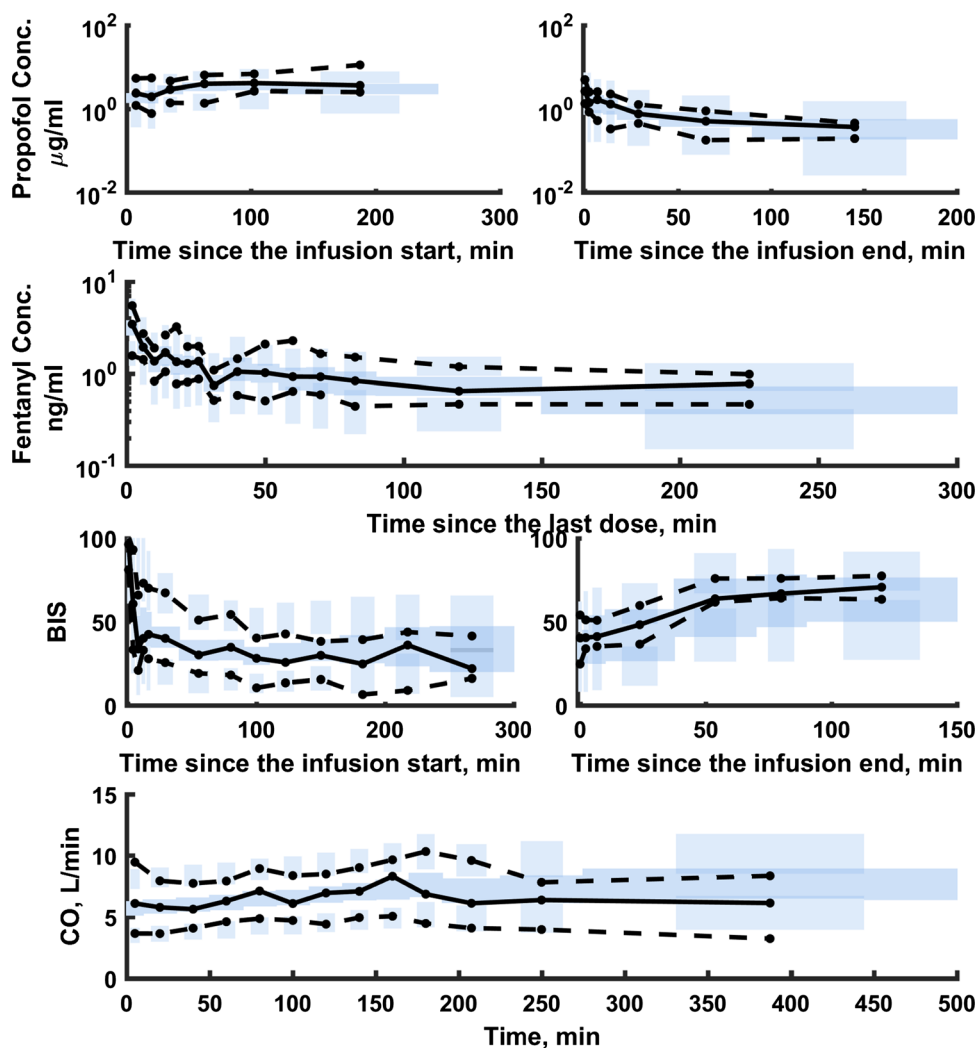 Propofol Conc.
μg/ml
10^2
10^0
10^-2
0 100 200 300
Time since the infusion start, min
10^2
10^0
10^-2
0 50 100 150 200
Time since the infusion end, min
Fentanyl Conc.
ng/ml
10^1
10^0
10^-1
0 50 100 150 200 250 300
Time since the last dose, min
BIS
100
50
0
0 100 200 300
Time since the infusion start, min
100
50
0
0 50 100 150
Time since the infusion end, min
CO, L/min
15
10
5
0
0 50 100 150 200 250 300 350 400 450 500
Time, min